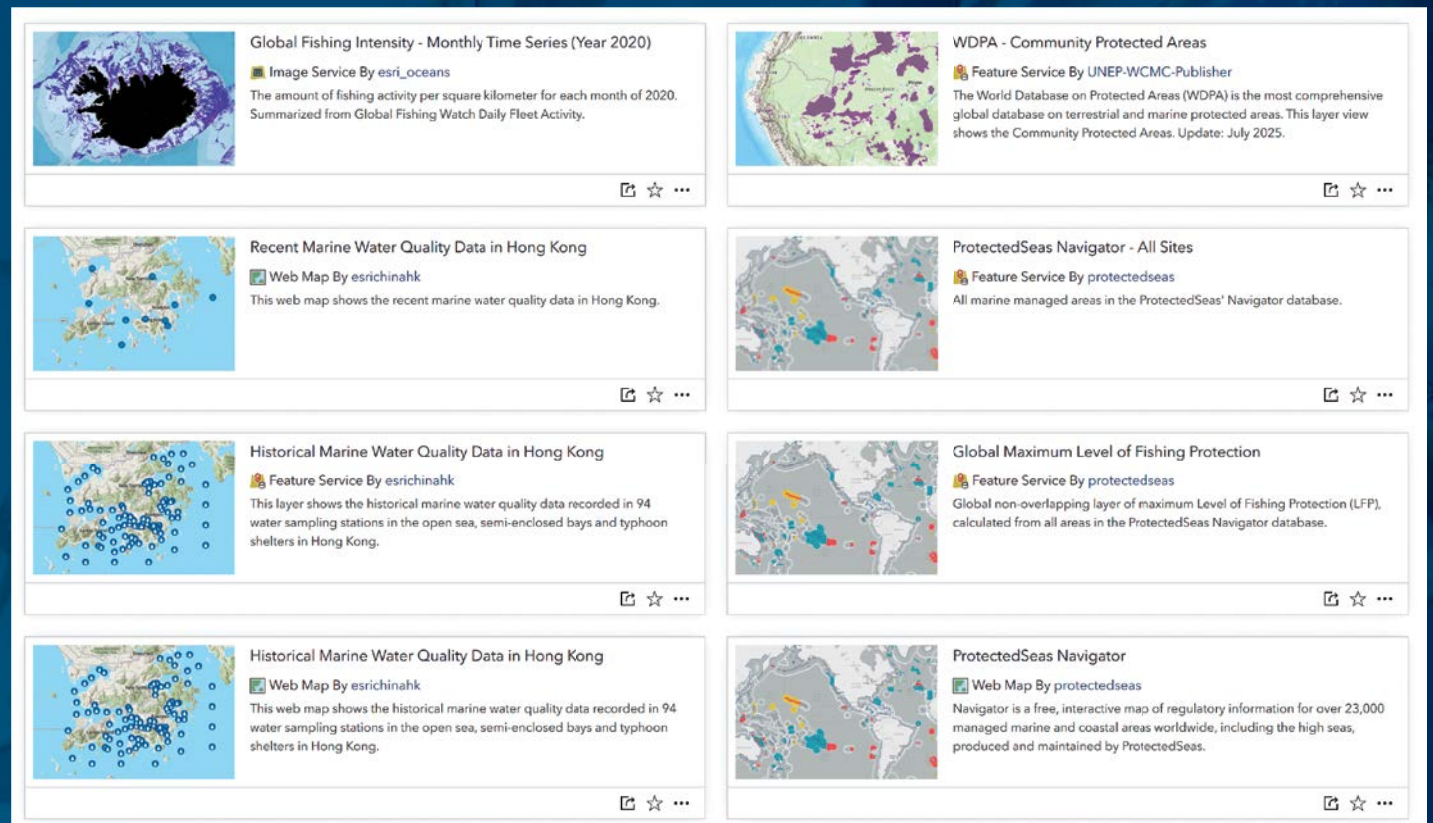 Global Fishing Intensity - Monthly Time Series (Year 2020)
Image Service By esri_oceans
The amount of fishing activity per square kilometer for each month of 2020.
Summarized from Global Fishing Watch Daily Fleet Activity.
WDPA - Community Protected Areas
Feature Service By UNEP-WCMC-Publisher
The World Database on Protected Areas (WDPA) is the most comprehensive
global database on terrestrial and marine protected areas. This layer view
shows the Community Protected Areas. Update: July 2025.
Recent Marine Water Quality Data in Hong Kong
Web Map By esrichinahk
This web map shows the recent marine water quality data in Hong Kong.
ProtectedSeas Navigator - All Sites
Feature Service By protectedseas
All marine managed areas in the ProtectedSeas' Navigator database.
Historical Marine Water Quality Data in Hong Kong
Feature Service By esrichinahk
This layer shows the historical marine water quality data recorded in 94
water sampling stations in the open sea, semi-enclosed bays and typhoon
shelters in Hong Kong.
Global Maximum Level of Fishing Protection
Feature Service By protectedseas
Global non-overlapping layer of maximum Level of Fishing Protection (LFP),
calculated from all areas in the ProtectedSeas Navigator database.
Historical Marine Water Quality Data in Hong Kong
Web Map By esrichinahk
This web map shows the historical marine water quality data recorded in 94
water sampling stations in the open sea, semi-enclosed bays and typhoon
shelters in Hong Kong.
ProtectedSeas Navigator
Web Map By protectedseas
Navigator is a free, interactive map of regulatory information for over 23,000
managed marine and coastal areas worldwide, including the high seas,
produced and maintained by ProtectedSeas.